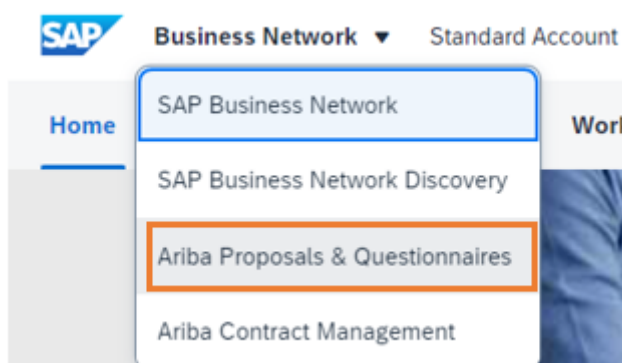 SAP Business Network ▼ Standard Account
Home
SAP Business Network
SAP Business Network Discovery
Ariba Proposals & Questionnaires
Ariba Contract Management